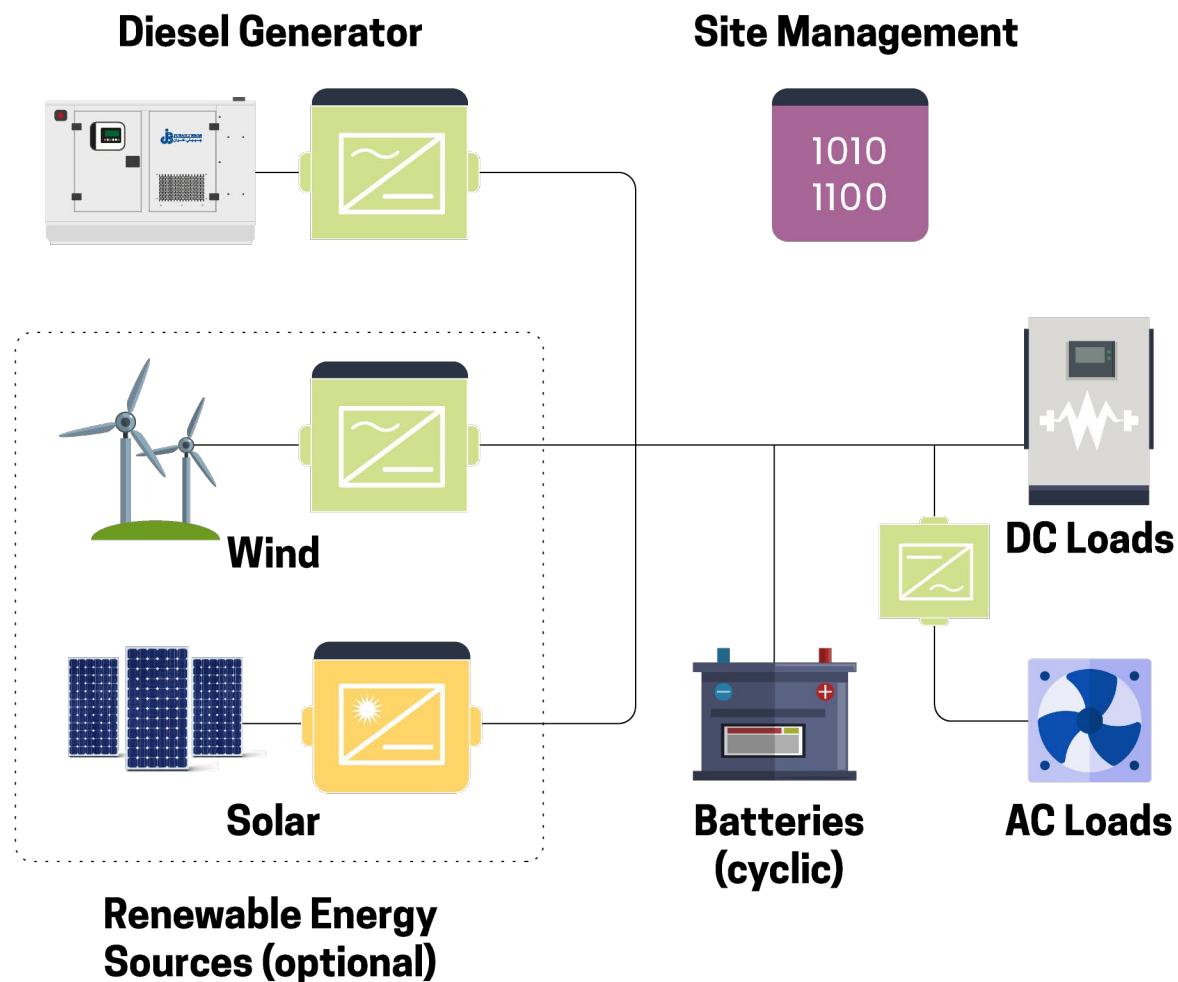 Diesel Generator
Site Management
1010
1100
Wind
DC Loads
Solar
Batteries
(cyclic)
AC Loads
Renewable Energy
Sources (optional)